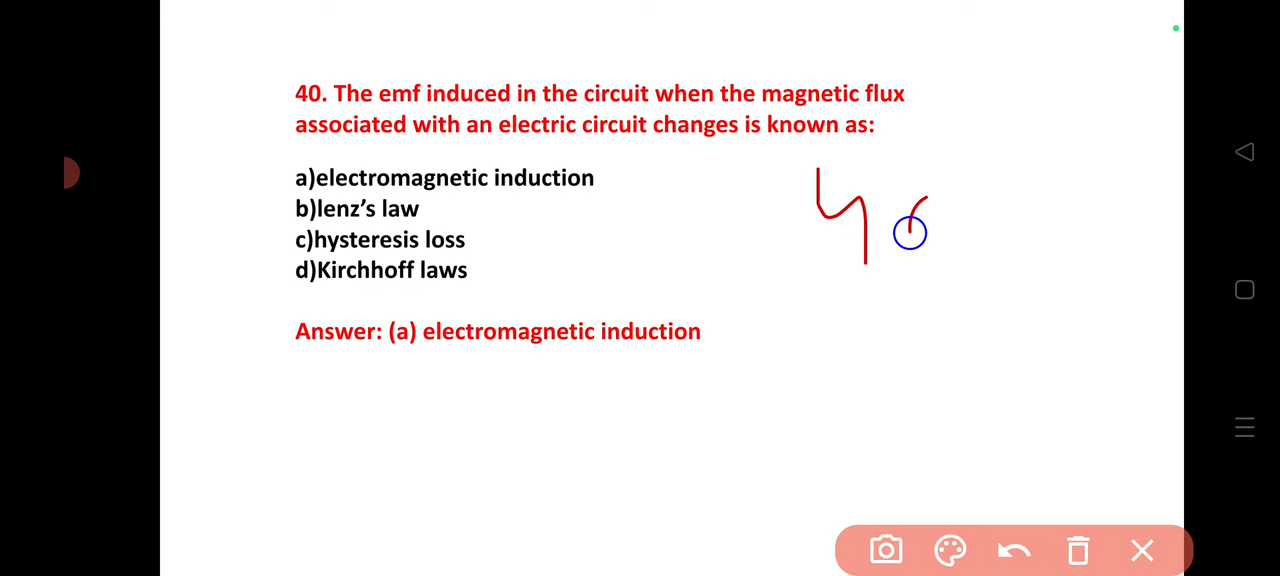 40. The emf induced in the circuit when the magnetic flux
associated with an electric circuit changes is known as:
a)electromagnetic induction
b)lenz’s law
c)hysteresis loss
d)Kirchhoff laws
Answer: (a) electromagnetic induction